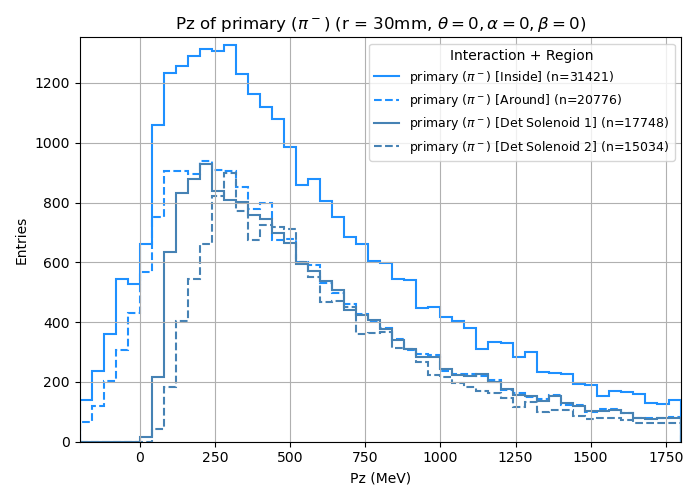 Pz of primary (π⁻) (r = 30mm, θ = 0, α = 0, β = 0)
Interaction + Region
primary (π⁻) [Inside] (n=31421)
primary (π⁻) [Around] (n=20776)
primary (π⁻) [Det Solenoid 1] (n=17748)
primary (π⁻) [Det Solenoid 2] (n=15034)
Entries
1200
1000
800
600
400
200
0
0 250 500 750 1000 1250 1500 1750
Pz (MeV)